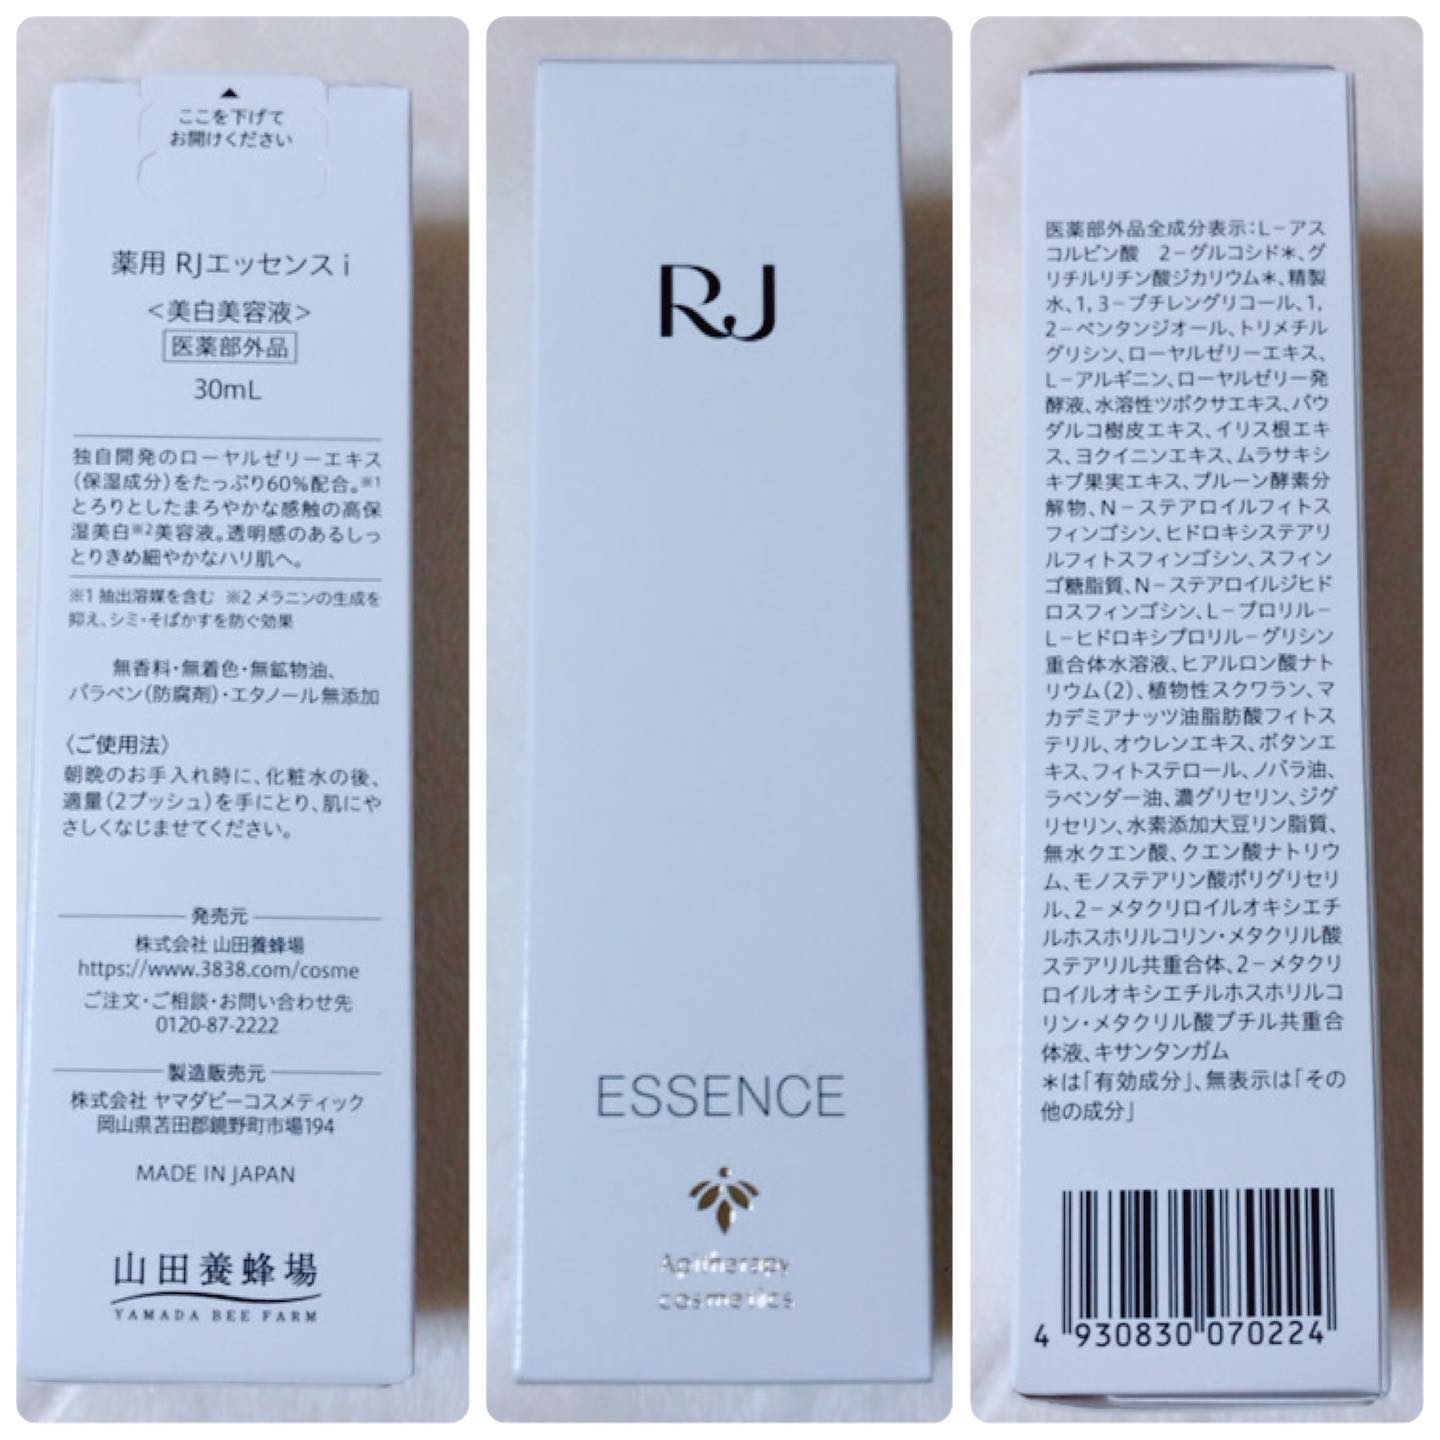 ここを下げて
お開けください
薬用 RJエッセンス i
＜美白美容液＞
医薬部外品
30mL
独自開発のローヤルゼリーエキス
（保湿成分）をたっぷり60％配合。※1
とろりとしたまろやかな感触の高保
湿美白※2美容液。透明感のあるしっ
とりきめ細やかなハリ肌へ。
※1 抽出溶媒を含む ※2 メラニンの生成を
抑え、シミ・そばかすを防ぐ効果
無香料・無着色・無鉱物油、
パラベン（防腐剤）・エタノール無添加
〈ご使用法〉
朝晩のお手入れ時に、化粧水の後、
適量（2プッシュ）を手にとり、肌にや
さしくなじませてください。
発売元
株式会社 山田養蜂場
https://www.3838.com/cosme
ご注文・ご相談・お問い合わせ先
0120-87-2222
製造販売元
株式会社 ヤマダビーコスメティック
岡山県苫田郡鏡野町市場194
MADE IN JAPAN
山田養蜂場
YAMADA BEE FARM
RJ
ESSENCE
Apitherapy
cosmetics
医薬部外品全成分表示：L－アス
コルビン酸　2－グルコシド＊、グ
リチルリチン酸ジカリウム＊、精製
水、1，3－ブチレングリコール、1，
2－ペンタンジオール、トリメチル
グリシン、ローヤルゼリーエキス、
L－アルギニン、ローヤルゼリー発
酵液、水溶性ツボクサエキス、パウ
ダルコ樹皮エキス、イリス根エキ
ス、ヨクイニンエキス、ムラサキシ
キブ果実エキス、プルーン酵素分
解物、N－ステアロイルフィトス
フィンゴシン、ヒドロキシステアリ
ルフィトスフィンゴシン、スフィン
ゴ糖脂質、N－ステアロイルジヒド
ロスフィンゴシン、L－プロリル－
L－ヒドロキシプロリル－グリシン
重合体水溶液、ヒアルロン酸ナト
リウム（2）、植物性スクワラン、マ
カデミアナッツ油脂肪酸フィトス
テリル、オウレンエキス、ボタンエ
キス、フィトステロール、ノバラ油、
ラベンダー油、濃グリセリン、ジグ
リセリン、水素添加大豆リン脂質、
無水クエン酸、クエン酸ナトリウ
ム、モノステアリン酸ポリグリセリ
ル、2－メタクリロイルオキシエチ
ルホスホリルコリン・メタクリル酸
ステアリル共重合体、2－メタクリ
ロイルオキシエチルホスホリルコ
リン・メタクリル酸ブチル共重合
体液、キサンタンガム
＊は「有効成分」、無表示は「その
他の成分」
4 930830 070224